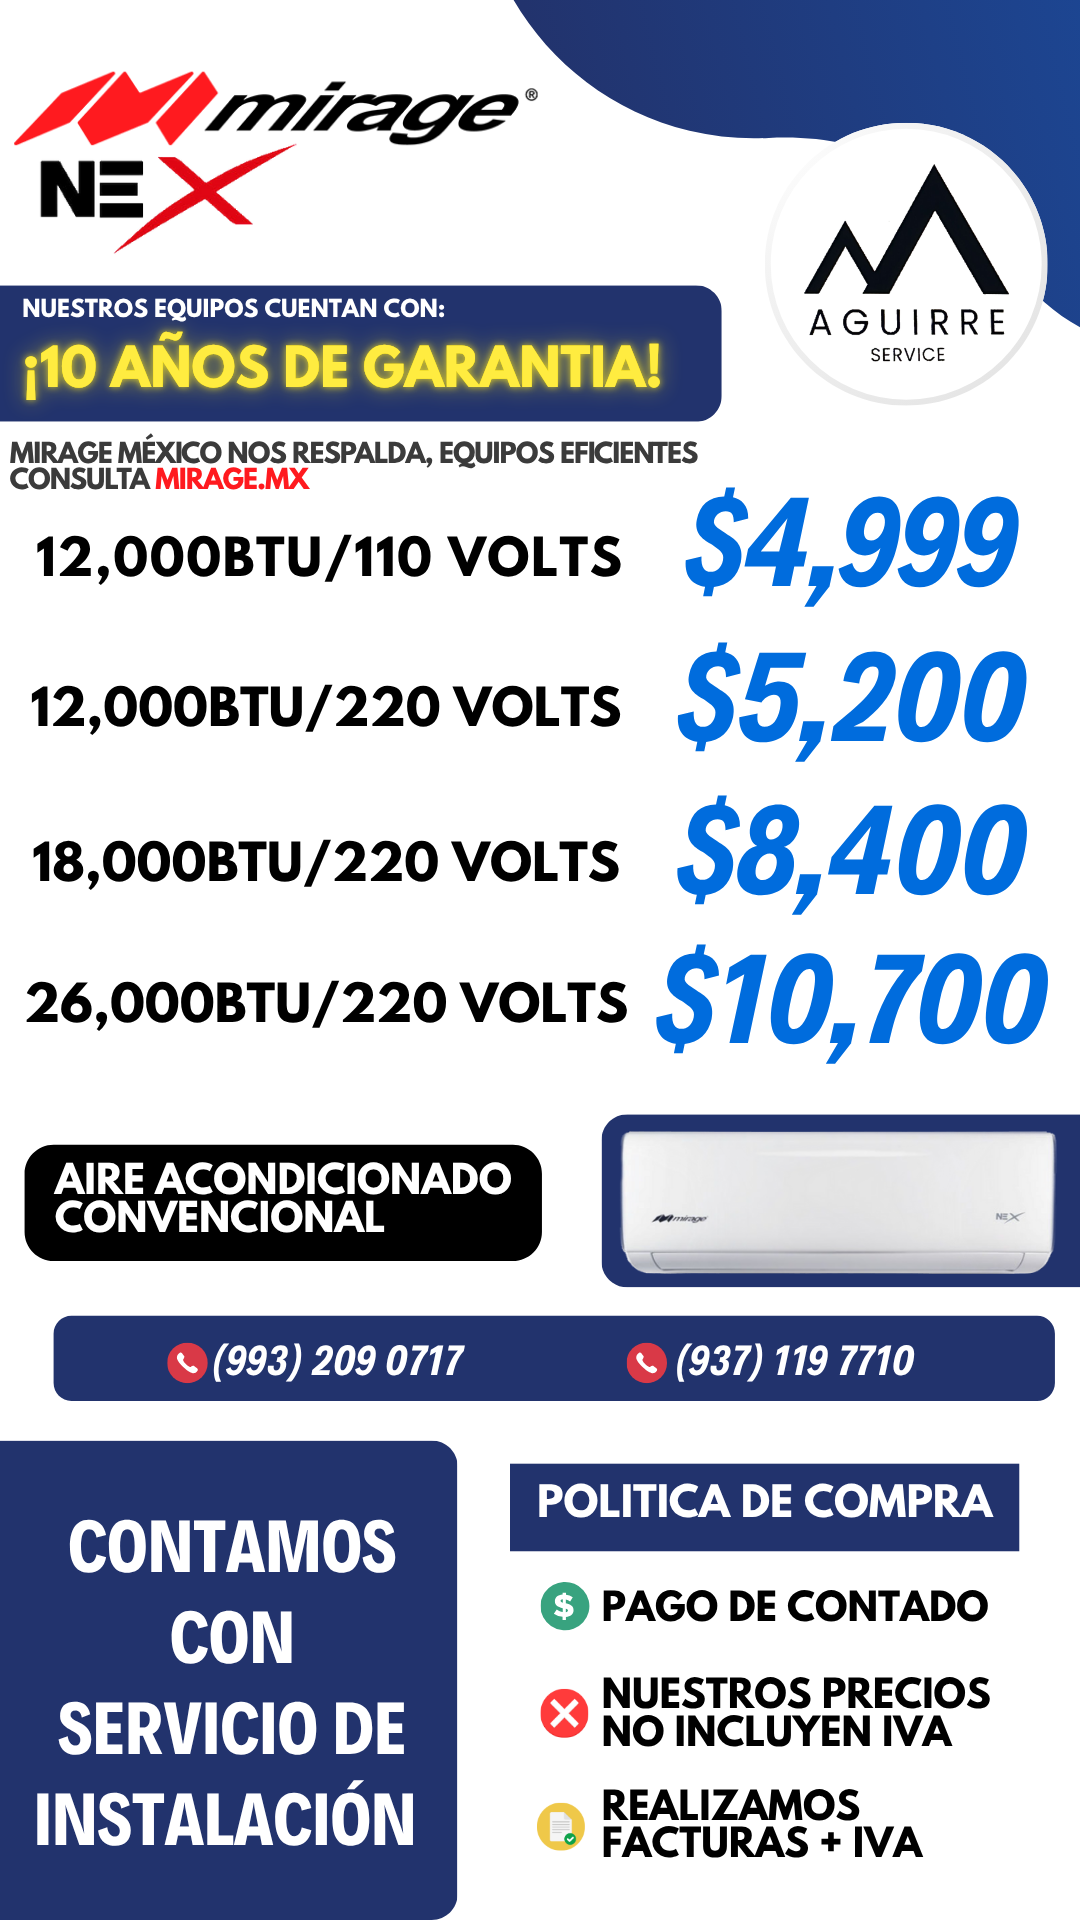 mirage®
NEX
AGUIRRE
SERVICE
NUESTROS EQUIPOS CUENTAN CON:
¡10 AÑOS DE GARANTIA!
MIRAGE MÉXICO NOS RESPALDA, EQUIPOS EFICIENTES
CONSULTA MIRAGE.MX
12,000BTU/110 VOLTS $4,999
12,000BTU/220 VOLTS $5,200
18,000BTU/220 VOLTS $8,400
26,000BTU/220 VOLTS $10,700
AIRE ACONDICIONADO
CONVENCIONAL
mirage NEX
(993) 209 0717 (937) 119 7710
CONTAMOS
CON
SERVICIO DE
INSTALACIÓN
POLITICA DE COMPRA
$ PAGO DE CONTADO
NUESTROS PRECIOS
NO INCLUYEN IVA
REALIZAMOS
FACTURAS + IVA